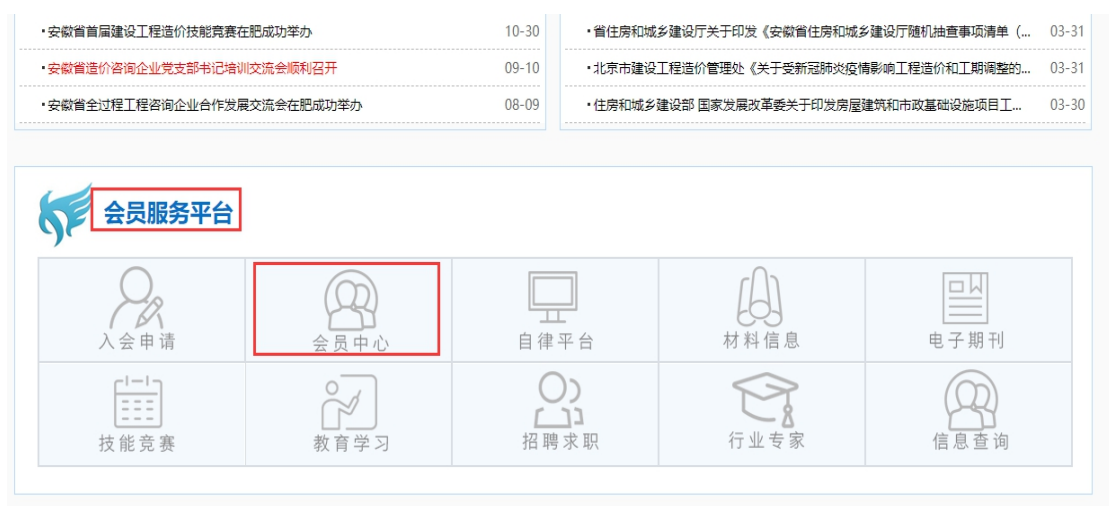 ·安徽省首届建设工程造价技能竞赛在肥成功举办 10-30
·安徽省造价咨询企业党支部书记培训交流会顺利召开 09-10
·安徽省全过程工程咨询企业合作发展交流会在肥成功举办 08-09
·省住房和城乡建设厅关于印发《安徽省住房和城乡建设厅随机抽查事项清单（... 03-31
·北京市建设工程造价管理处《关于受新冠肺炎疫情影响工程造价和工期调整的... 03-31
·住房和城乡建设部 国家发展改革委关于印发房屋建筑和市政基础设施项目工... 03-30
会员服务平台
入会申请 会员中心 自律平台 材料信息 电子期刊
技能竞赛 教育学习 招聘求职 行业专家 信息查询